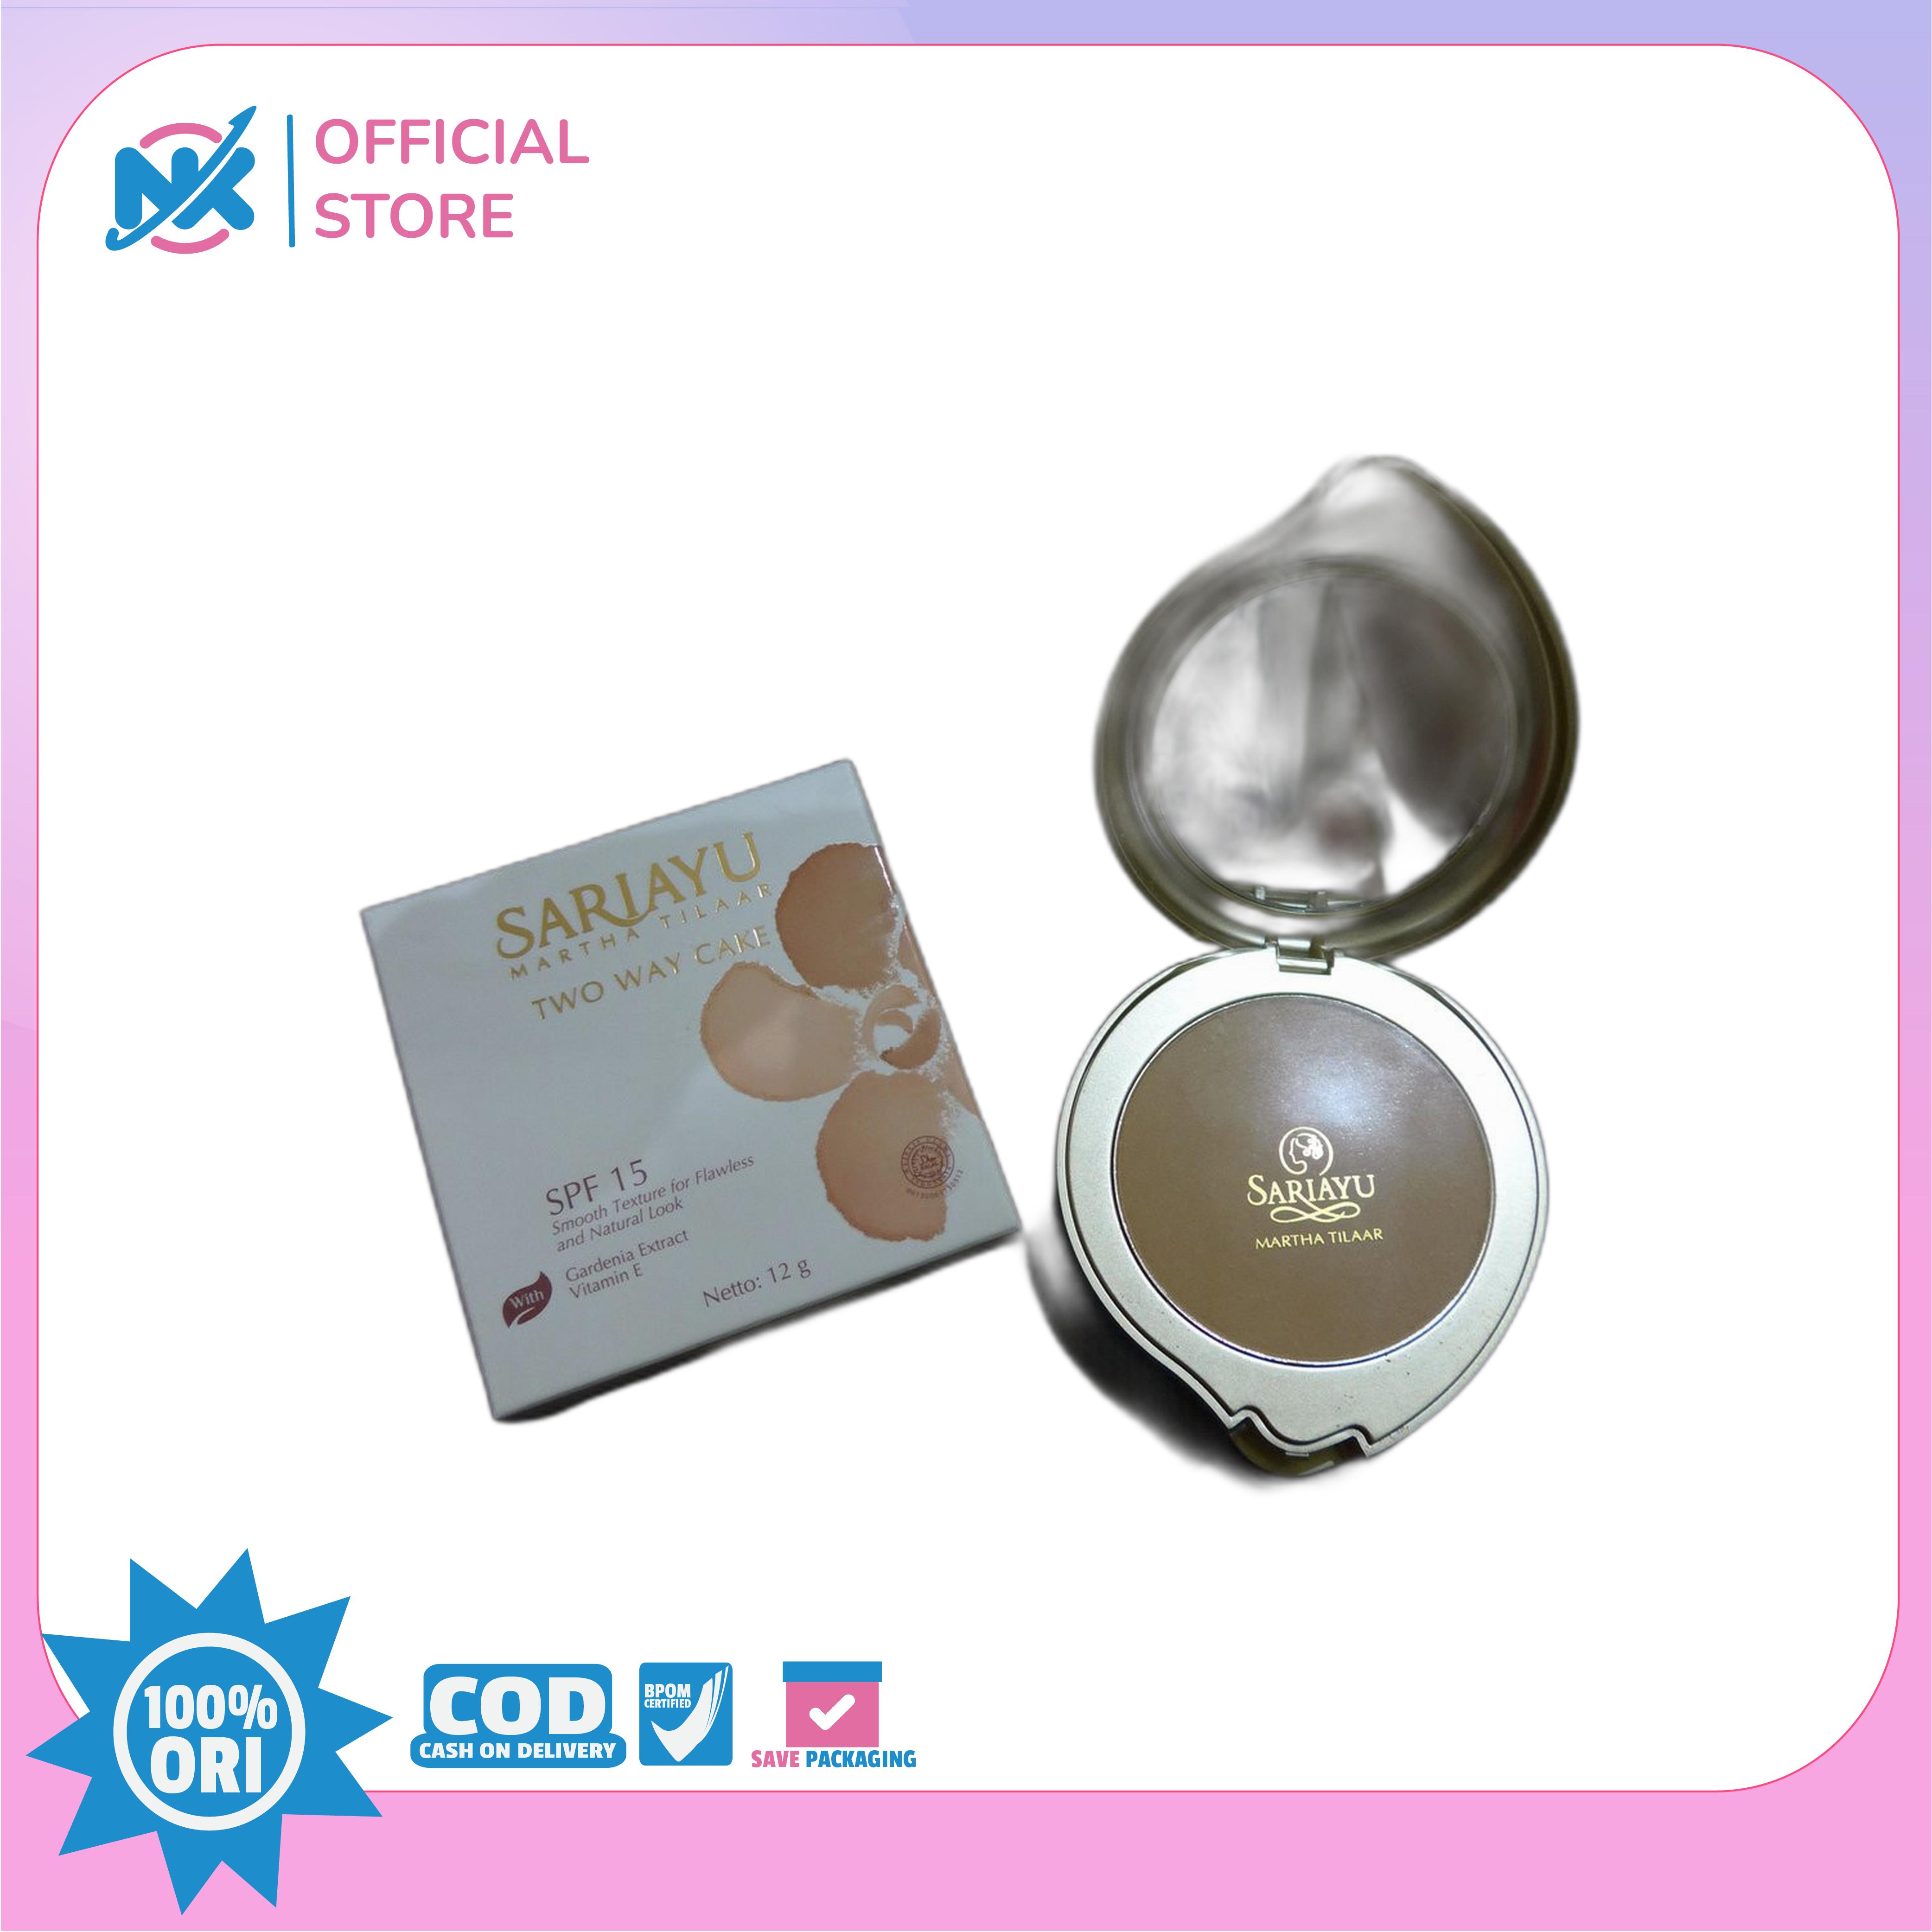 NK
OFFICIAL
STORE
SARIAYU
MARTHA TILAAR
TWO WAY CAKE
SPF 15
Smooth Texture for Flawless
and Natural Look
With
Gardenia Extract
Vitamin E
Netto: 12 g
SARIAYU
MARTHA TILAAR
100%
ORI
COD
CASH ON DELIVERY
BPOM
CERTIFIED
SAVE PACKAGING